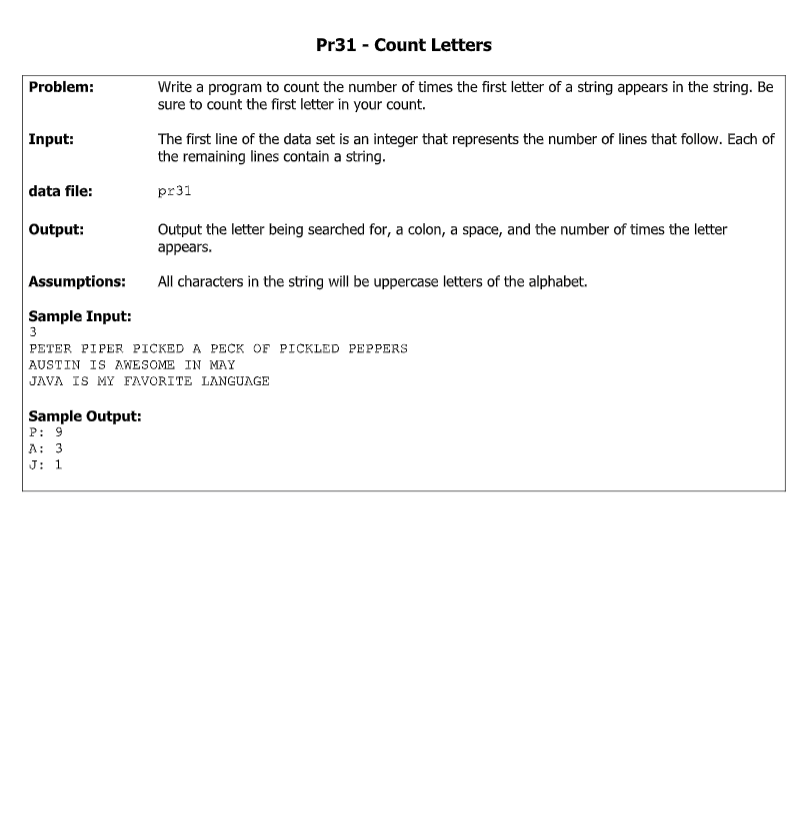 Pr31 - Count Letters
Problem: Write a program to count the number of times the first letter of a string appears in the string. Be
sure to count the first letter in your count.
Input: The first line of the data set is an integer that represents the number of lines that follow. Each of
the remaining lines contain a string.
data file: pr31
Output: Output the letter being searched for, a colon, a space, and the number of times the letter
appears.
Assumptions: All characters in the string will be uppercase letters of the alphabet.
Sample Input:
3
PETER PIPER PICKED A PECK OF PICKLED PEPPERS
AUSTIN IS AWESOME IN MAY
JAVA IS MY FAVORITE LANGUAGE
Sample Output:
P: 9
A: 3
J: 1